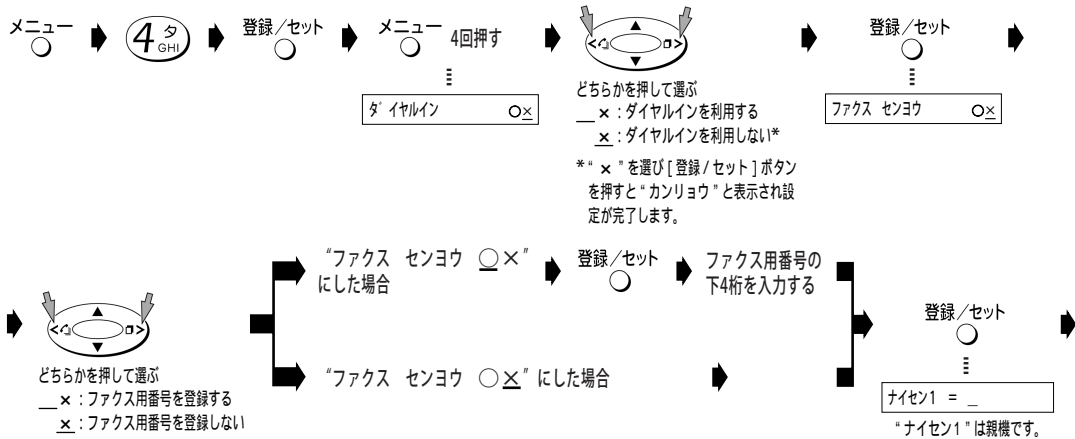 メニュー
4 タ GHI
登録／セット
メニュー 4回押す
ダイヤルイン ○×
どちらかを押して選ぶ
×：ダイヤルインを利用する
×：ダイヤルインを利用しない*
*“×”を選び［登録/セット］ボタン
を押すと“カンリョウ”と表示され設
定が完了します。
登録／セット
ファクス センヨウ ○×
どちらかを押して選ぶ
×：ファクス用番号を登録する
×：ファクス用番号を登録しない
“ファクス センヨウ ○×”
にした場合
登録／セット
ファクス用番号の
下4桁を入力する
“ファクス センヨウ ○×”にした場合
登録／セット
ナイセン1 = _
“ナイセン1”は親機です。